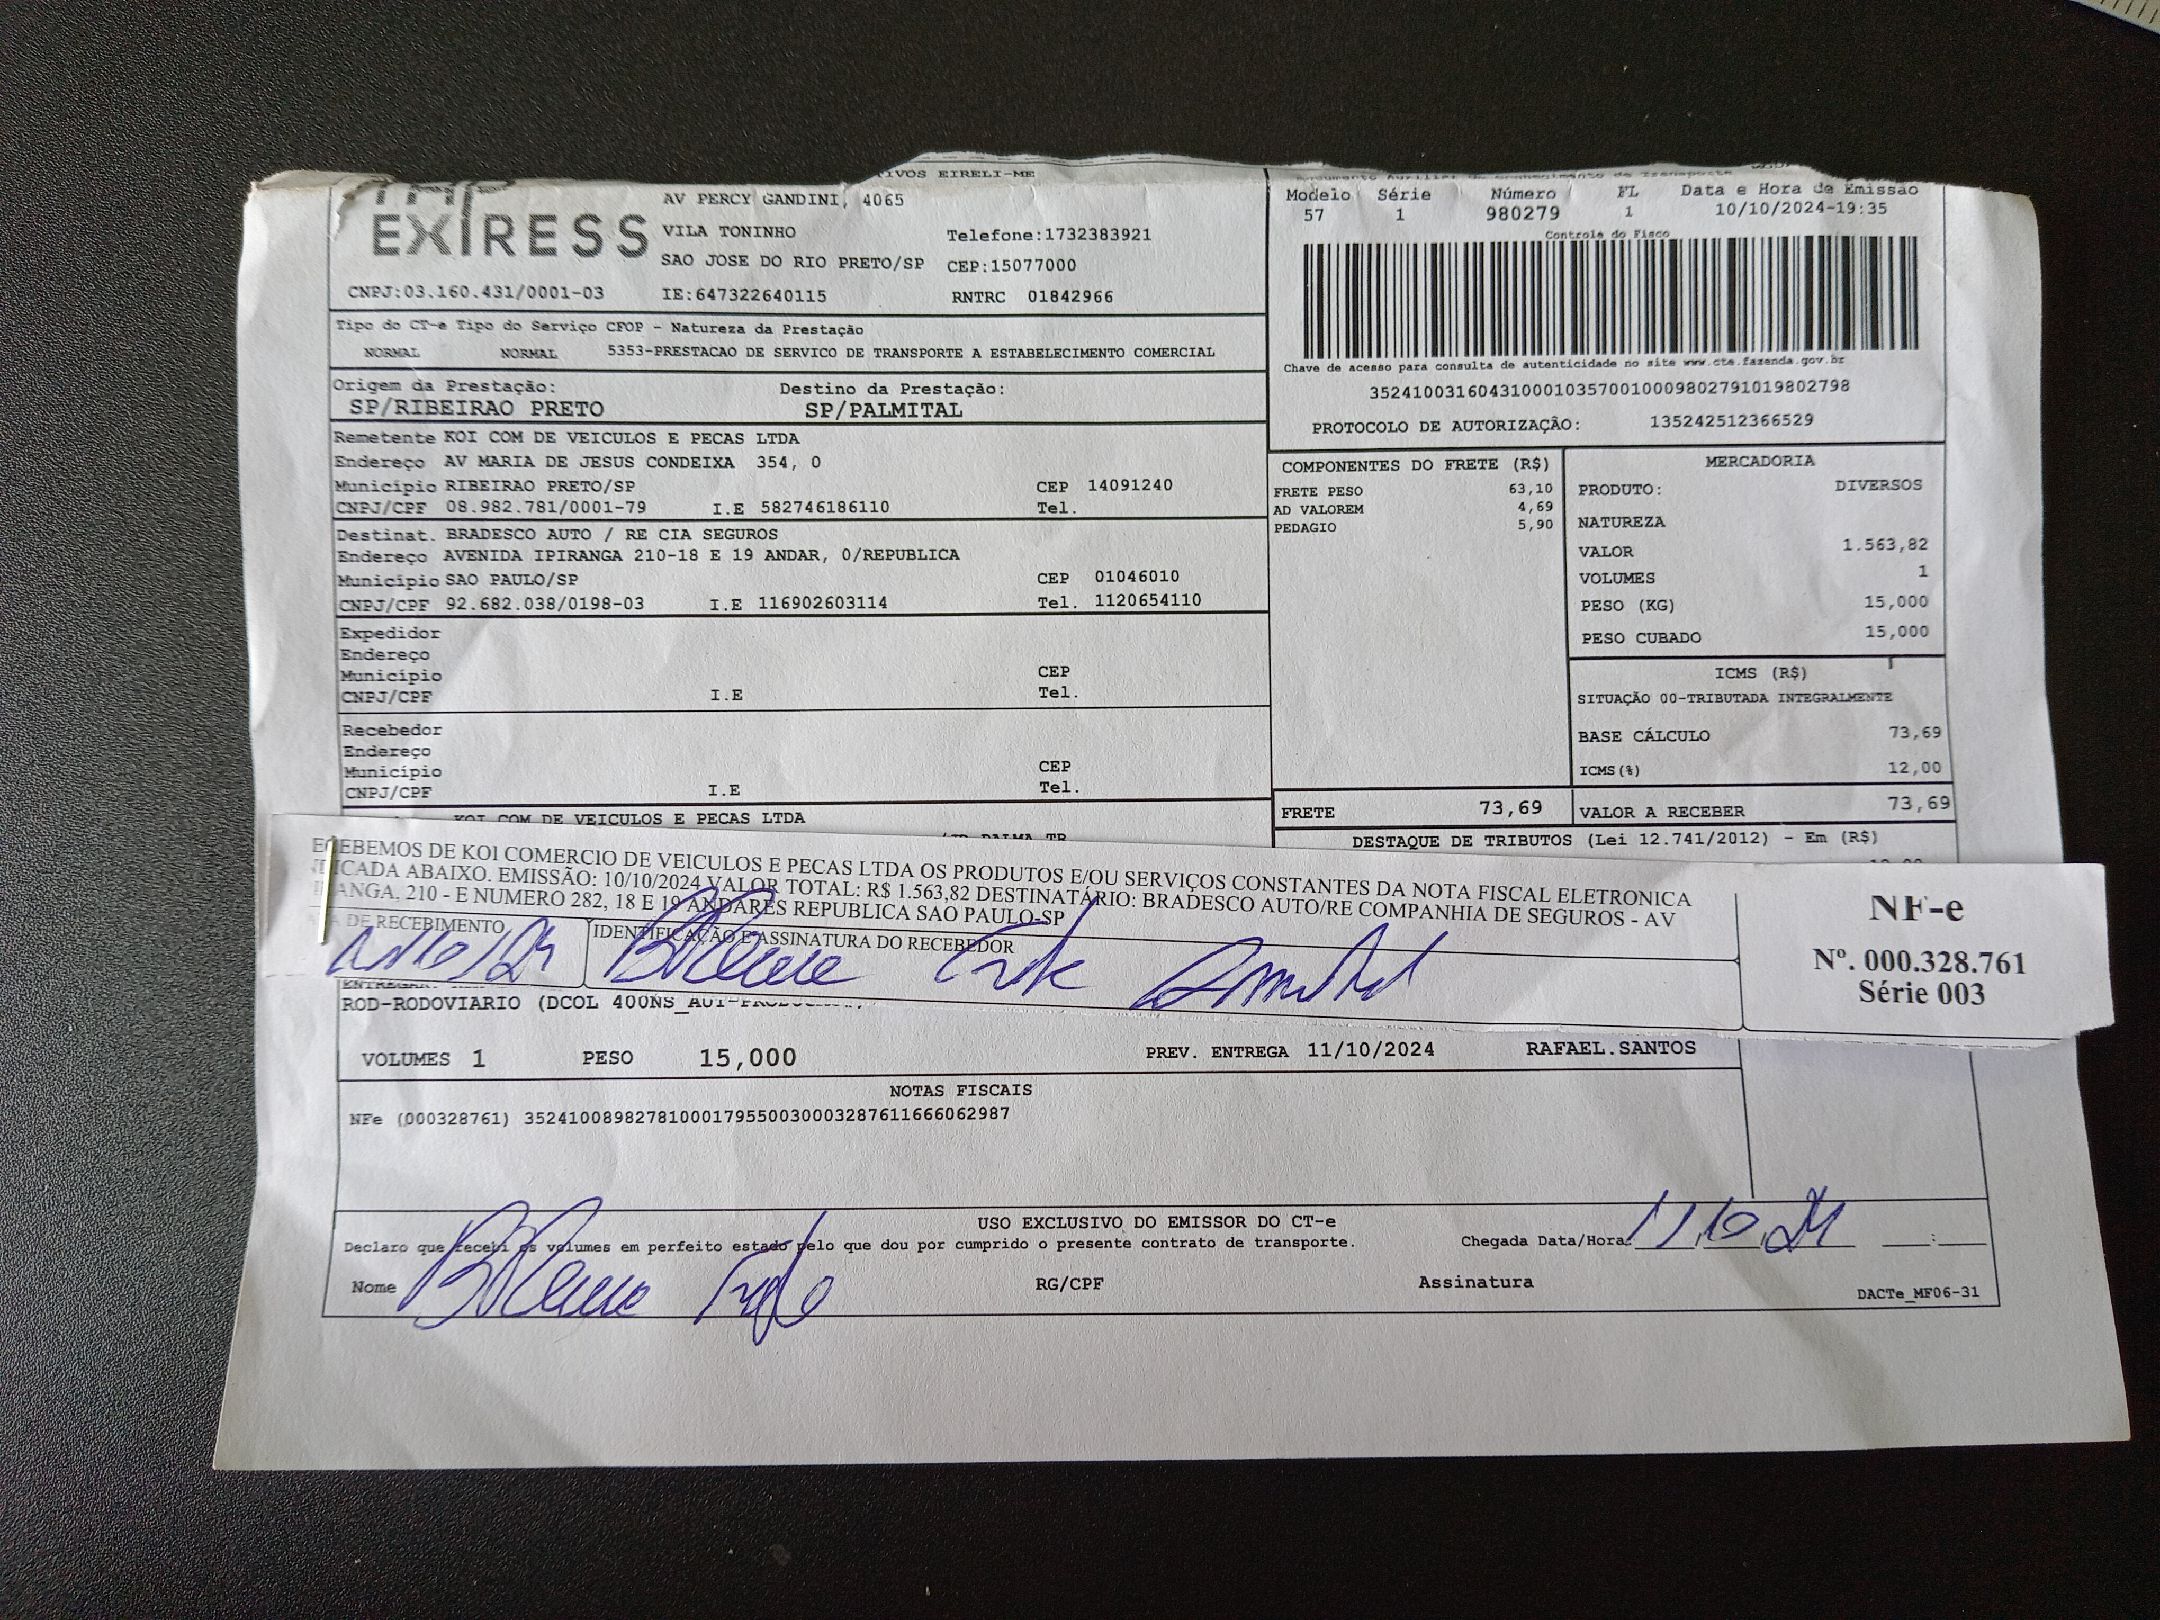 IVOS EIRELI-ME
EXPRESS
AV PERCY GANDINI, 4065
VILA TONINHO Telefone:1732383921
SAO JOSE DO RIO PRETO/SP CEP:15077000
CNPJ:03.160.431/0001-03 IE:647322640115 RNTRC 01842966
Modelo Série Número FL Data e Hora de Emissão
57 1 980279 1 10/10/2024-19:35
Controle do Fisco
Chave de acesso para consulta de autenticidade no site www.cte.fazenda.gov.br
35241003160431000103570010009802791019802798
PROTOCOLO DE AUTORIZAÇÃO: 135242512366529
Tipo do CT-e Tipo do Serviço CFOP - Natureza da Prestação
NORMAL NORMAL 5353-PRESTACAO DE SERVICO DE TRANSPORTE A ESTABELECIMENTO COMERCIAL
Origem da Prestação: Destino da Prestação:
SP/RIBEIRAO PRETO SP/PALMITAL
Remetente KOI COM DE VEICULOS E PECAS LTDA
Endereço AV MARIA DE JESUS CONDEIXA 354, 0
Município RIBEIRAO PRETO/SP CEP 14091240
CNPJ/CPF 08.982.781/0001-79 I.E 582746186110 Tel.
Destinat. BRADESCO AUTO / RE CIA SEGUROS
Endereço AVENIDA IPIRANGA 210-18 E 19 ANDAR, 0/REPUBLICA
Município SAO PAULO/SP CEP 01046010
CNPJ/CPF 92.682.038/0198-03 I.E 116902603114 Tel. 1120654110
Expedidor
Endereço
Município CEP
CNPJ/CPF I.E Tel.
Recebedor
Endereço
Município CEP
CNPJ/CPF I.E Tel.
KOI COM DE VEICULOS E PECAS LTDA
COMPONENTES DO FRETE (R$)
FRETE PESO 63,10
AD VALOREM 4,69
PEDAGIO 5,90
FRETE 73,69
MERCADORIA
PRODUTO: DIVERSOS
NATUREZA
VALOR 1.563,82
VOLUMES 1
PESO (KG) 15,000
PESO CUBADO 15,000
ICMS (R$)
SITUAÇÃO 00-TRIBUTADA INTEGRALMENTE
BASE CÁLCULO 73,69
ICMS(%) 12,00
VALOR A RECEBER 73,69
DESTAQUE DE TRIBUTOS (Lei 12.741/2012) - Em (R$)
ECEBEMOS DE KOI COMERCIO DE VEICULOS E PECAS LTDA OS PRODUTOS E/OU SERVIÇOS CONSTANTES DA NOTA FISCAL ELETRONICA
ICADA ABAIXO. EMISSÃO: 10/10/2024 VALOR TOTAL: R$ 1.563,82 DESTINATÁRIO: BRADESCO AUTO/RE COMPANHIA DE SEGUROS - AV
IRANGA, 210 - E NUMERO 282, 18 E 19 ANDARES REPUBLICA SAO PAULO-SP
DE RECEBIMENTO IDENTIFICAÇÃO E ASSINATURA DO RECEBEDOR
NF-e
Nº. 000.328.761
Série 003
ROD-RODOVIARIO (DCOL 400NS
VOLUMES 1 PESO 15,000 PREV. ENTREGA 11/10/2024 RAFAEL.SANTOS
NOTAS FISCAIS
NFe (000328761) 35241008982781000179550030003287611666062987
USO EXCLUSIVO DO EMISSOR DO CT-e
Declaro que recebi os volumes em perfeito estado pelo que dou por cumprido o presente contrato de transporte. Chegada Data/Hora: 11,10,24
Nome RG/CPF Assinatura
DACTe_MF06-31